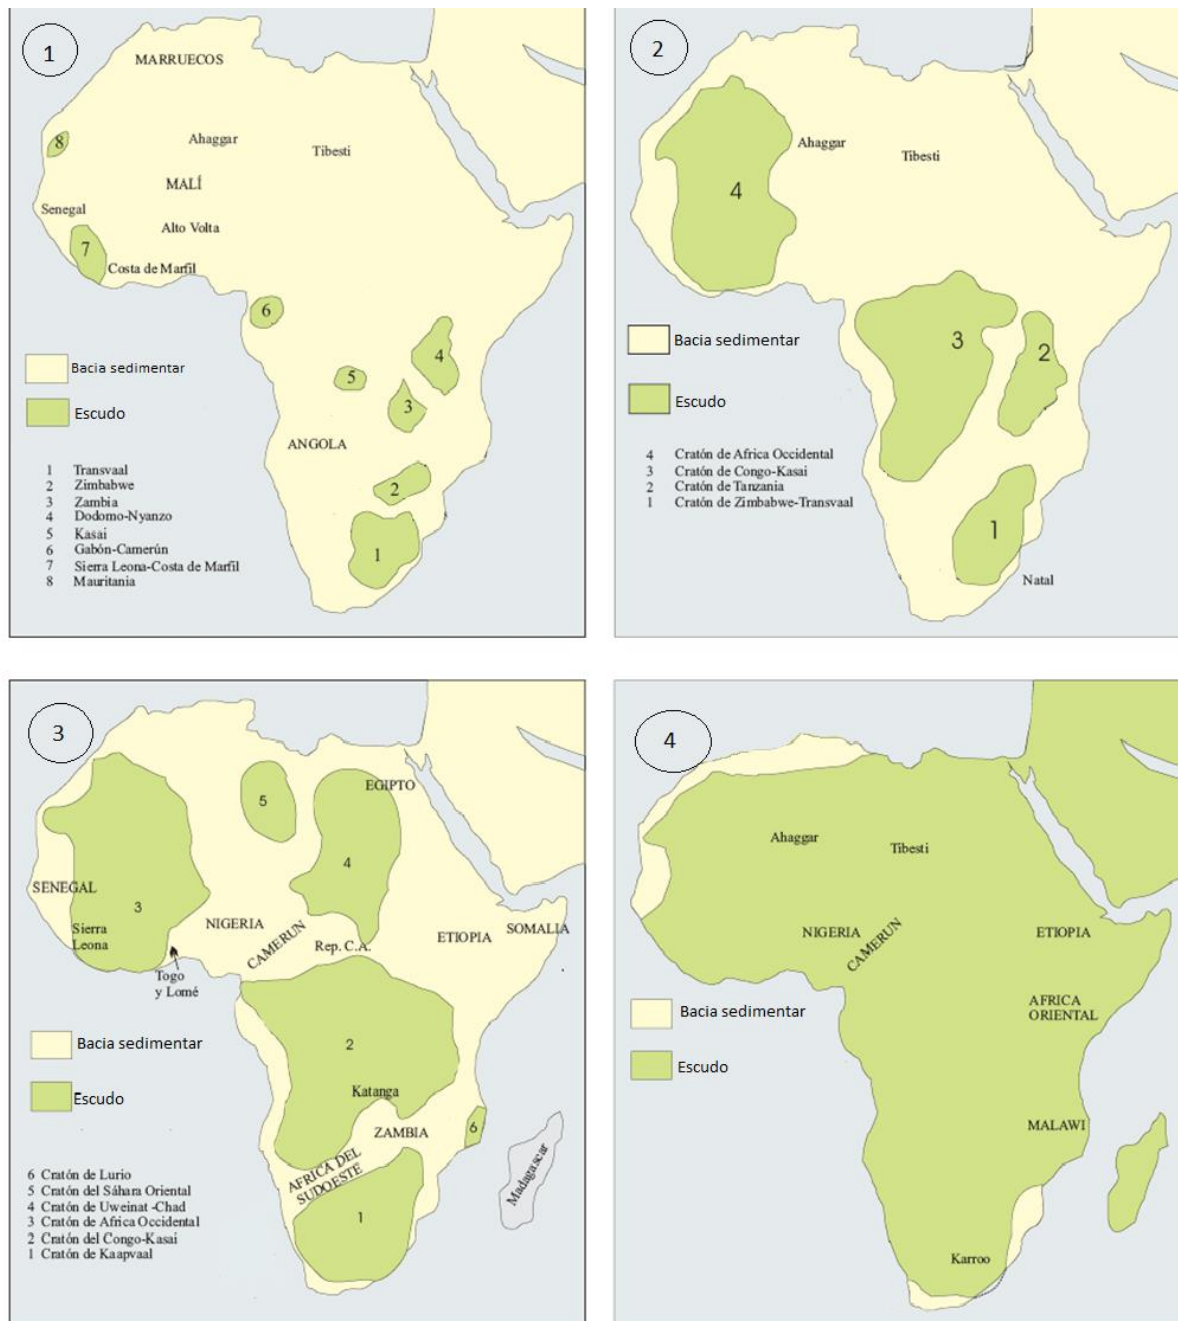 1
MARRUECOS
8
Ahaggar
Tibesti
MALÍ
Senegal
Alto Volta
7
Costa de Marfil
6
4
5
3
ANGOLA
2
1
Bacia sedimentar
Escudo
1 Transvaal
2 Zimbabwe
3 Zambia
4 Dodomo-Nyanzo
5 Kasai
6 Gabón-Camerún
7 Sierra Leona-Costa de Marfil
8 Mauritania
2
Ahaggar
Tibesti
4
3
2
1
Natal
Bacia sedimentar
Escudo
4 Cratón de Africa Occidental
3 Cratón de Congo-Kasai
2 Cratón de Tanzania
1 Cratón de Zimbabwe-Transvaal
3
5
EGIPTO
4
SENEGAL
3
Sierra
Leona
NIGERIA
CAMERUN
Rep. C.A.
ETIOPIA
SOMALIA
Togo
y Lomé
2
Katanga
ZAMBIA
6
AFRICA DEL
SUDOESTE
Madagascar
1
Bacia sedimentar
Escudo
6 Cratón de Lurio
5 Cratón del Sáhara Oriental
4 Cratón de Uweinat -Chad
3 Cratón de Africa Occidental
2 Cratón del Congo-Kasai
1 Cratón de Kaapvaal
4
Ahaggar
Tibesti
NIGERIA
CAMERUN
ETIOPIA
AFRICA
ORIENTAL
MALAWI
Karroo
Bacia sedimentar
Escudo